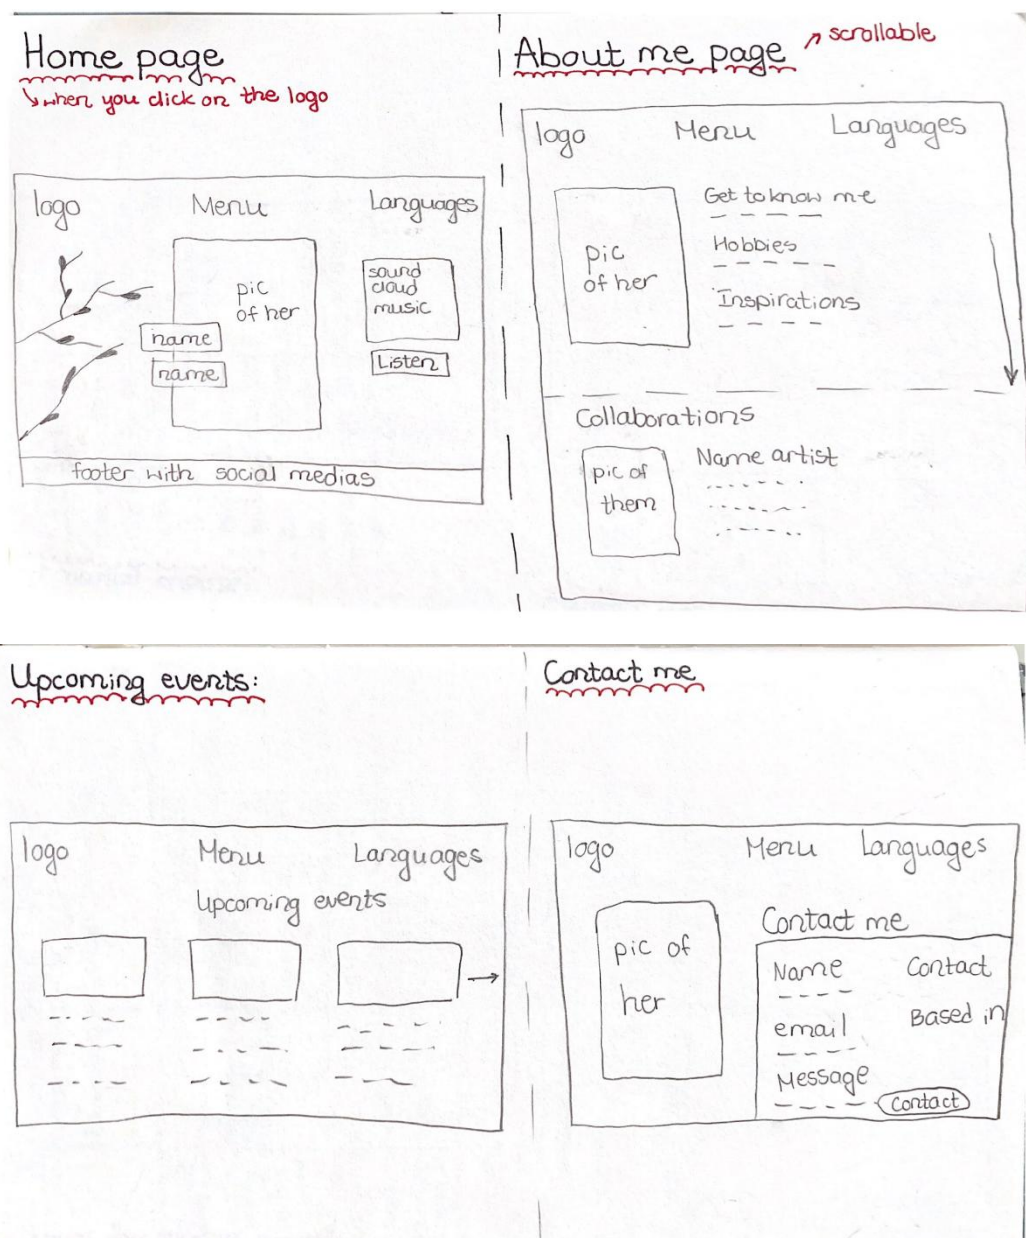 Home page
when you click on the logo
logo Menu Languages
pic
of her
sound
cloud
music
name
name
Listen
footer with social medias
About me page
scrollable
logo Menu Languages
pic
of her
Get to know me
Hobbies
Inspirations
Collaborations
pic of
them
Name artist
Upcoming events:
logo Menu Languages
Upcoming events
Contact me
logo Menu Languages
pic of
her
Contact me
Name Contact
email Based in
Message
Contact